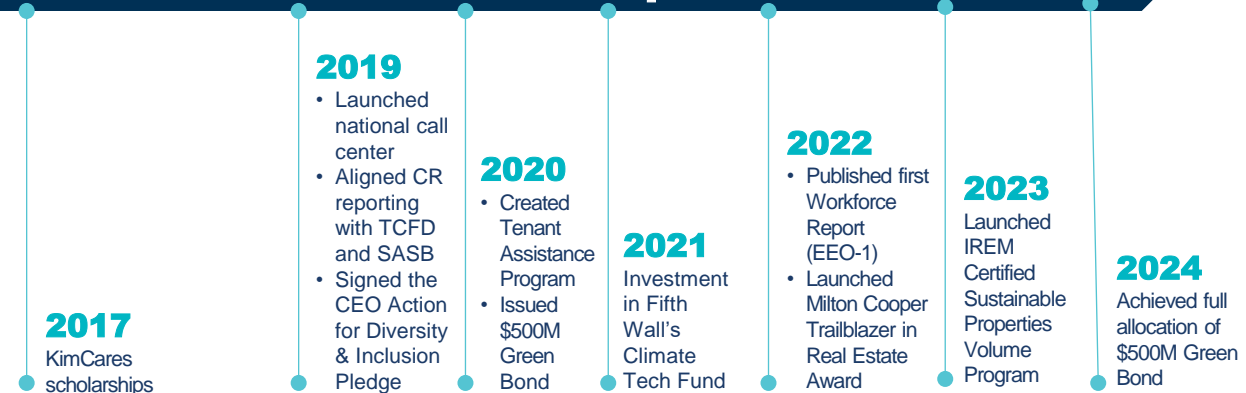 2017
KimCares
scholarships
2019
• Launched
national call
center
• Aligned CR
reporting
with TCFD
and SASB
• Signed the
CEO Action
for Diversity
& Inclusion
Pledge
2020
• Created
Tenant
Assistance
Program
• Issued
$500M
Green
Bond
2021
Investment
in Fifth
Wall’s
Climate
Tech Fund
2022
• Published first
Workforce
Report
(EEO-1)
• Launched
Milton Cooper
Trailblazer in
Real Estate
Award
2023
Launched
IREM
Certified
Sustainable
Properties
Volume
Program
2024
Achieved full
allocation of
$500M Green
Bond